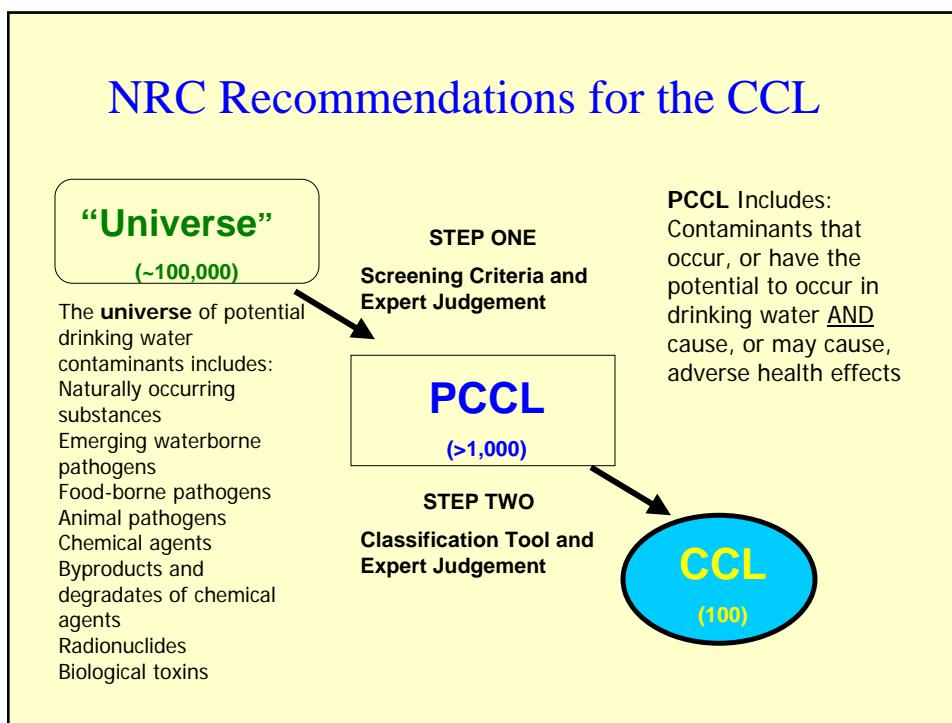 NRC Recommendations for the CCL
“Universe”
(~100,000)
The universe of potential
drinking water
contaminants includes:
Naturally occurring
substances
Emerging waterborne
pathogens
Food-borne pathogens
Animal pathogens
Chemical agents
Byproducts and
degradates of chemical
agents
Radionuclides
Biological toxins
STEP ONE
Screening Criteria and
Expert Judgement
PCCL
(>1,000)
STEP TWO
Classification Tool and
Expert Judgement
PCCL Includes:
Contaminants that
occur, or have the
potential to occur in
drinking water AND
cause, or may cause,
adverse health effects
CCL
(100)